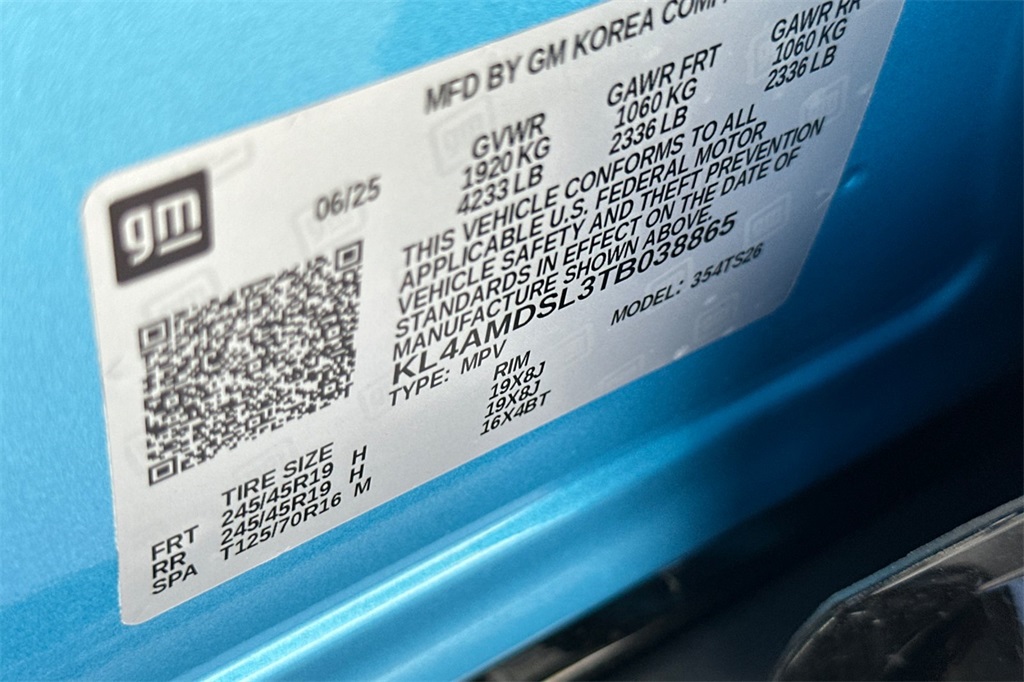 MFD BY GM KOREA
gm
06/25
GVWR
1920 KG
4233 LB
GAWR FRT
1060 KG
2336 LB
GAWR RR
1060 KG
2336 LB
THIS VEHICLE CONFORMS TO ALL
APPLICABLE U.S. FEDERAL MOTOR
VEHICLE SAFETY AND THEFT PREVENTION
STANDARDS IN EFFECT ON THE DATE OF
MANUFACTURE SHOWN ABOVE.
KL4AMDSL3TB038865
TYPE: MPV
MODEL: 354TS26
TIRE SIZE
RIM
FRT 245/45R19 H 19X8J
RR 245/45R19 H 19X8J
SPA T125/70R16 M 16X4BT